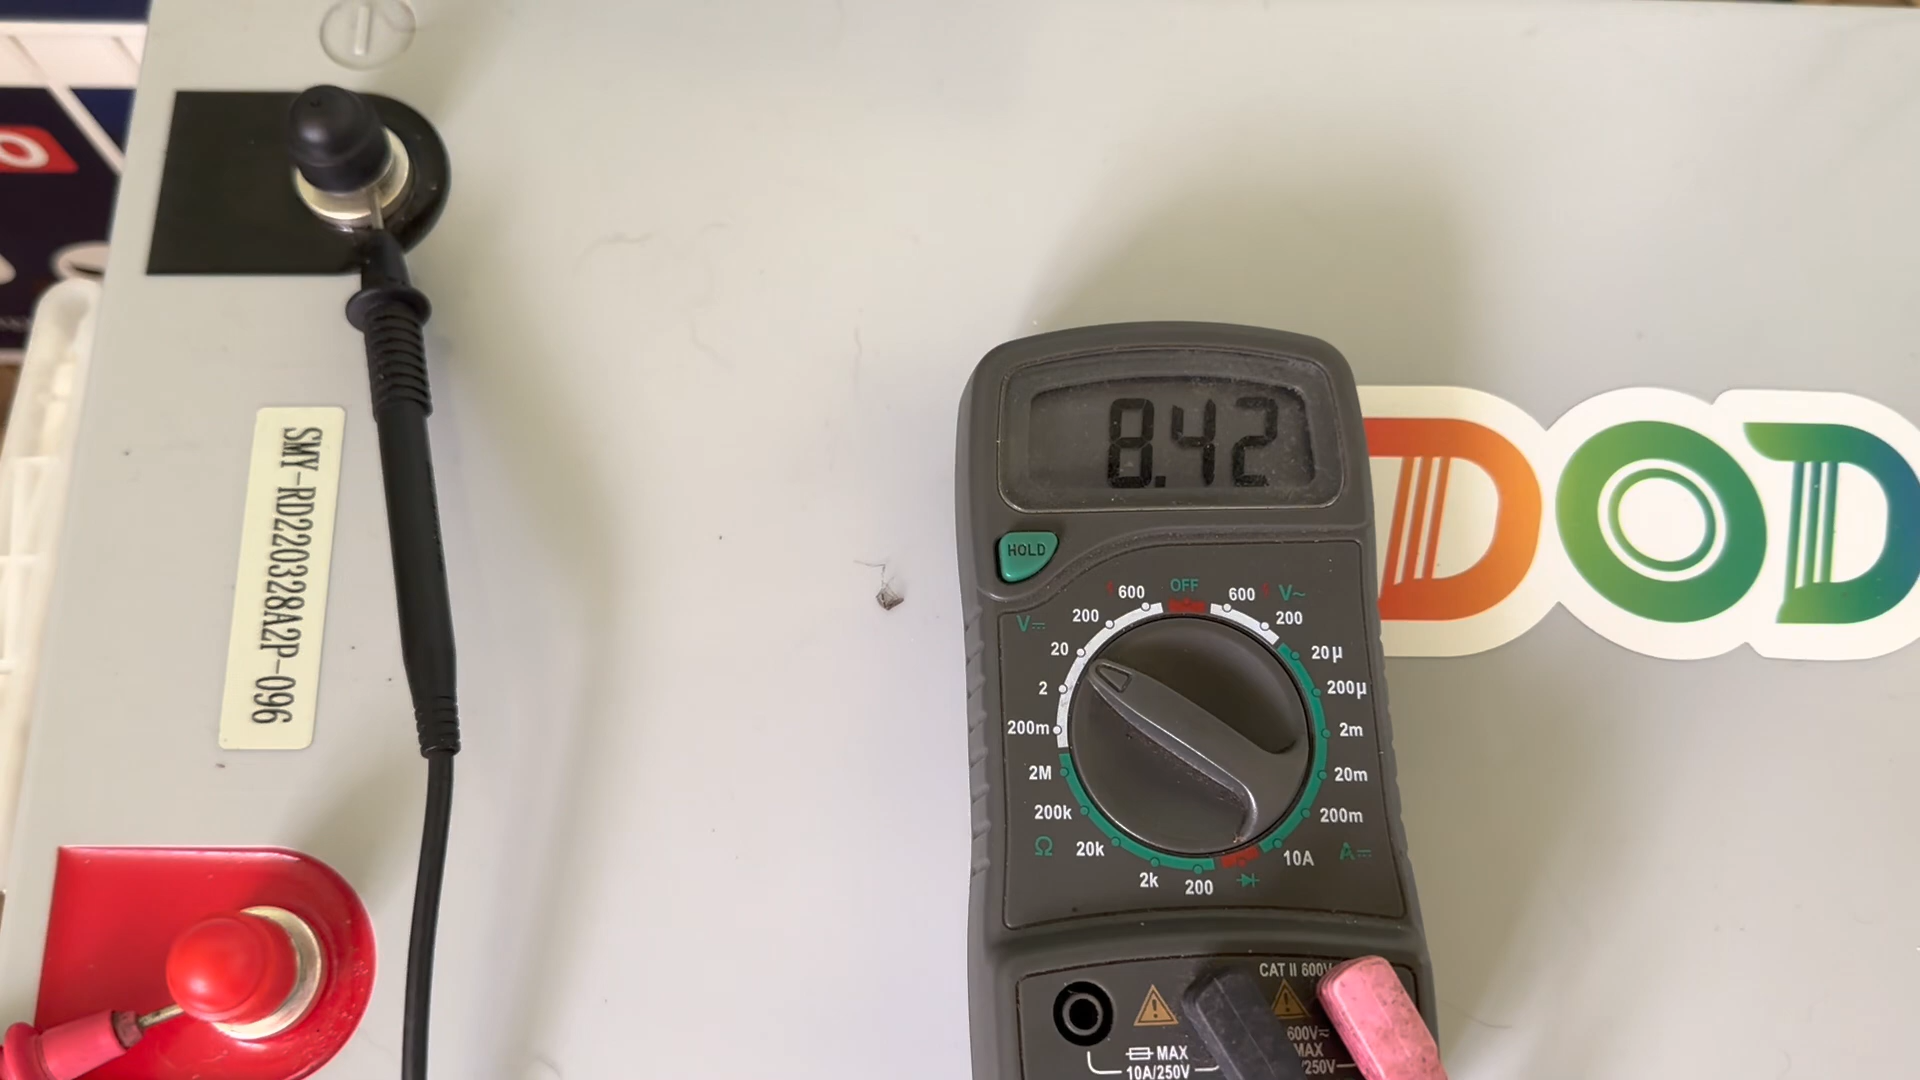 O
SMY-RD220328A2P-096
8.42
HOLD
OFF
600
600
V~
V⎓
200
200
20
20µ
2
200µ
200m
2m
2M
20m
200k
200m
Ω
20k
10A
A⎓
2k
200
CAT II 600V
MAX
10A/250V
600V≂
MAX
/250V
DOD